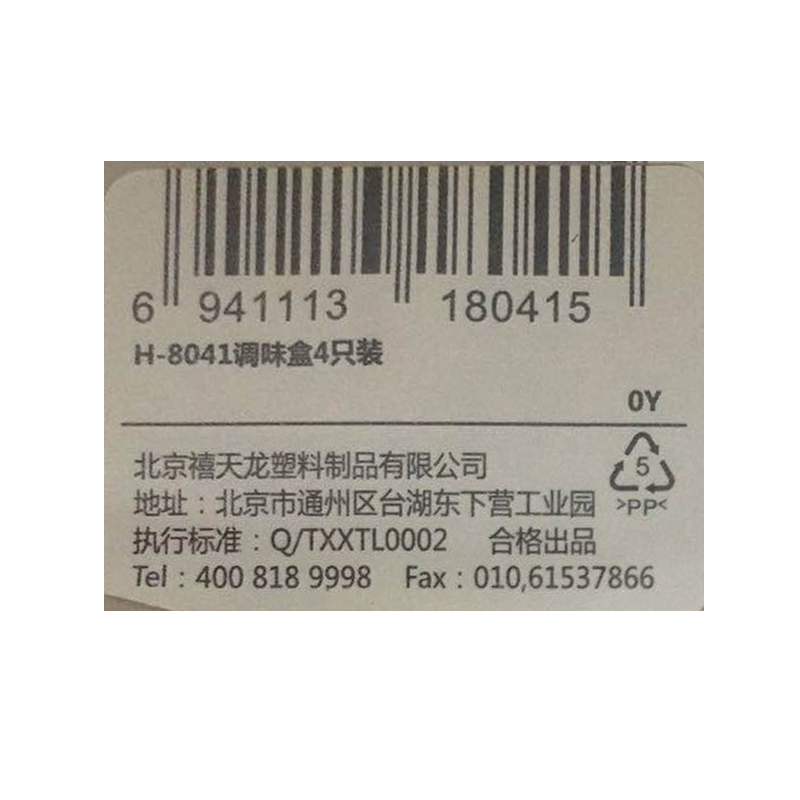 6 941113 180415
H-8041调味盒4只装
0Y
北京禧天龙塑料制品有限公司
5
地址：北京市通州区台湖东下营工业园
>PP<
执行标准：Q/TXXTL0002 合格出品
Tel：400 818 9998 Fax：010,61537866